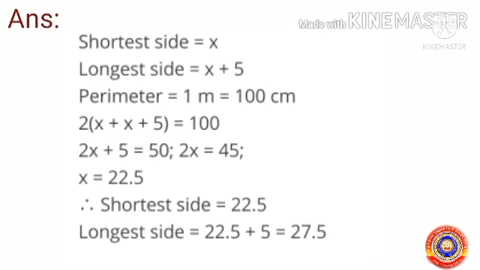 Ans:
Made with KINEMASTER
KINEMASTER
Shortest side = x
Longest side = x + 5
Perimeter = 1 m = 100 cm
2(x + x + 5) = 100
2x + 5 = 50; 2x = 45;
x = 22.5
∴ Shortest side = 22.5
Longest side = 22.5 + 5 = 27.5